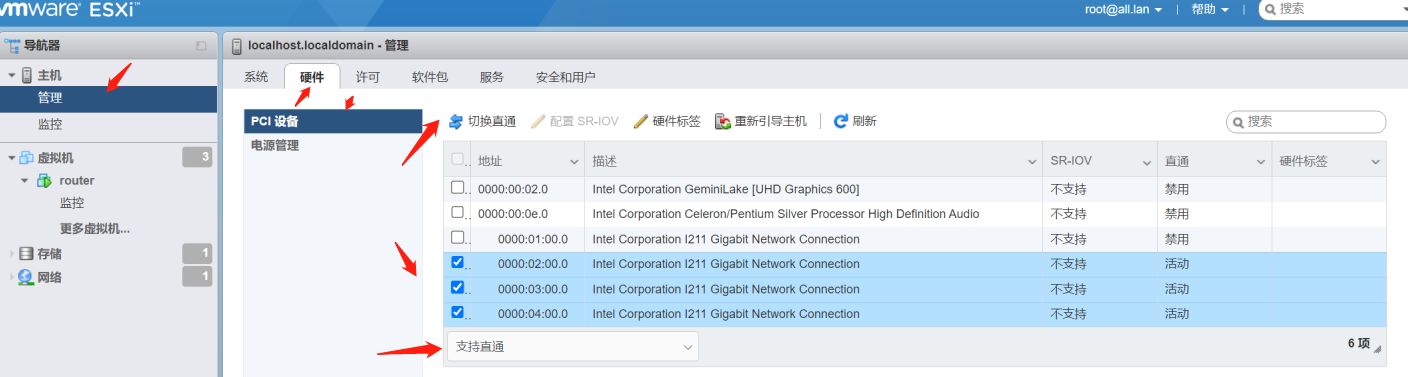 vmware ESXi™
root@all.lan | 帮助 | 搜索
导航器
主机
管理
监控
虚拟机 3
router
监控
更多虚拟机...
存储 1
网络 1
localhost.localdomain - 管理
系统 硬件 许可 软件包 服务 安全和用户
PCI 设备
电源管理
切换直通 配置 SR-IOV 硬件标签 重新引导主机 | 刷新 搜索
地址 描述 SR-IOV 直通 硬件标签
0000:00:02.0 Intel Corporation GeminiLake [UHD Graphics 600] 不支持 禁用
0000:00:0e.0 Intel Corporation Celeron/Pentium Silver Processor High Definition Audio 不支持 禁用
0000:01:00.0 Intel Corporation I211 Gigabit Network Connection 不支持 禁用
0000:02:00.0 Intel Corporation I211 Gigabit Network Connection 不支持 活动
0000:03:00.0 Intel Corporation I211 Gigabit Network Connection 不支持 活动
0000:04:00.0 Intel Corporation I211 Gigabit Network Connection 不支持 活动
支持直通 6 项